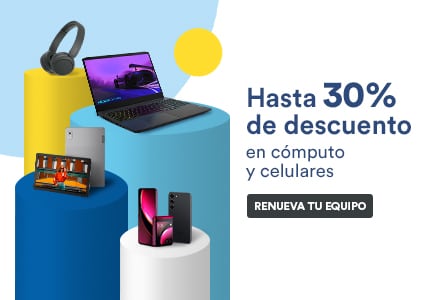 Hasta 30%
de descuento
en cómputo
y celulares
RENUEVA TU EQUIPO